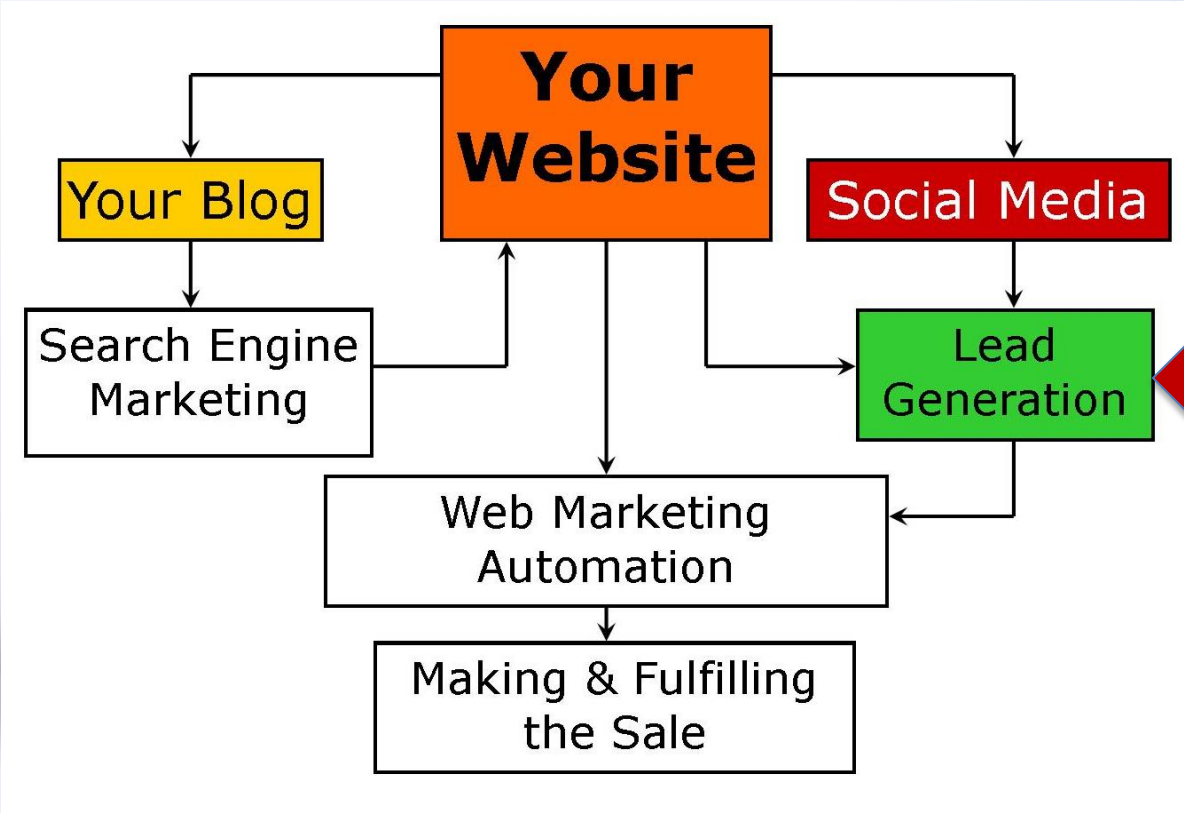 Your
Website
Your Blog
Social Media
Search Engine
Marketing
Lead
Generation
Web Marketing
Automation
Making & Fulfilling
the Sale